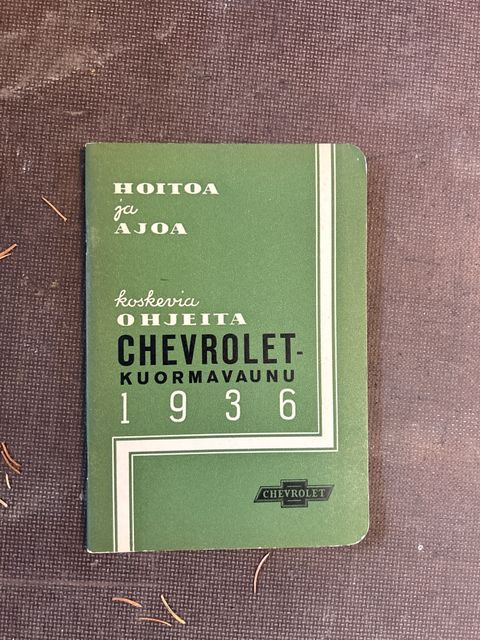 HOITOA
ja
AJOA
koskevia
OHJEITA
CHEVROLET-
KUORMAVAUNU
1936
CHEVROLET